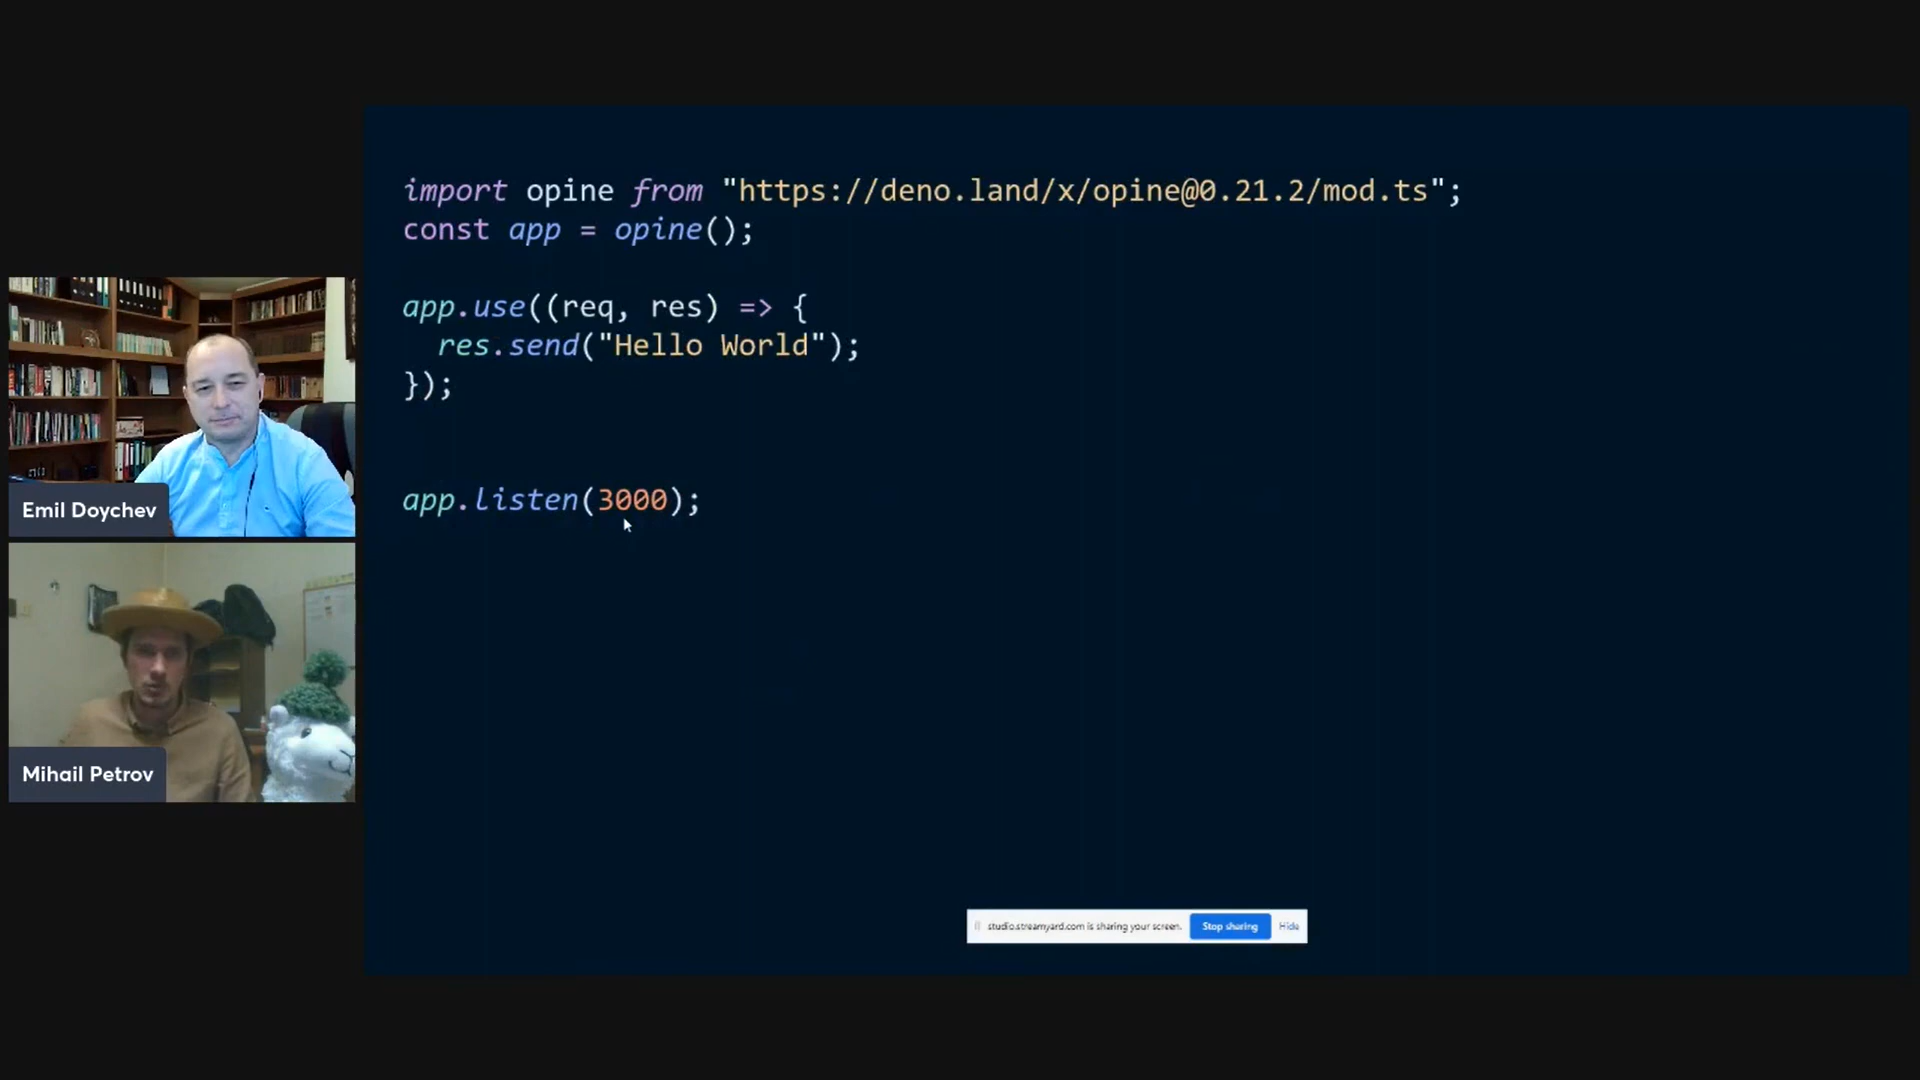 import opine from "https://deno.land/x/opine@0.21.2/mod.ts";
const app = opine();
app.use((req, res) => {
  res.send("Hello World");
});
app.listen(3000);
Emil Doychev
Mihail Petrov
studio.streamyard.com is sharing your screen. Stop sharing Hide